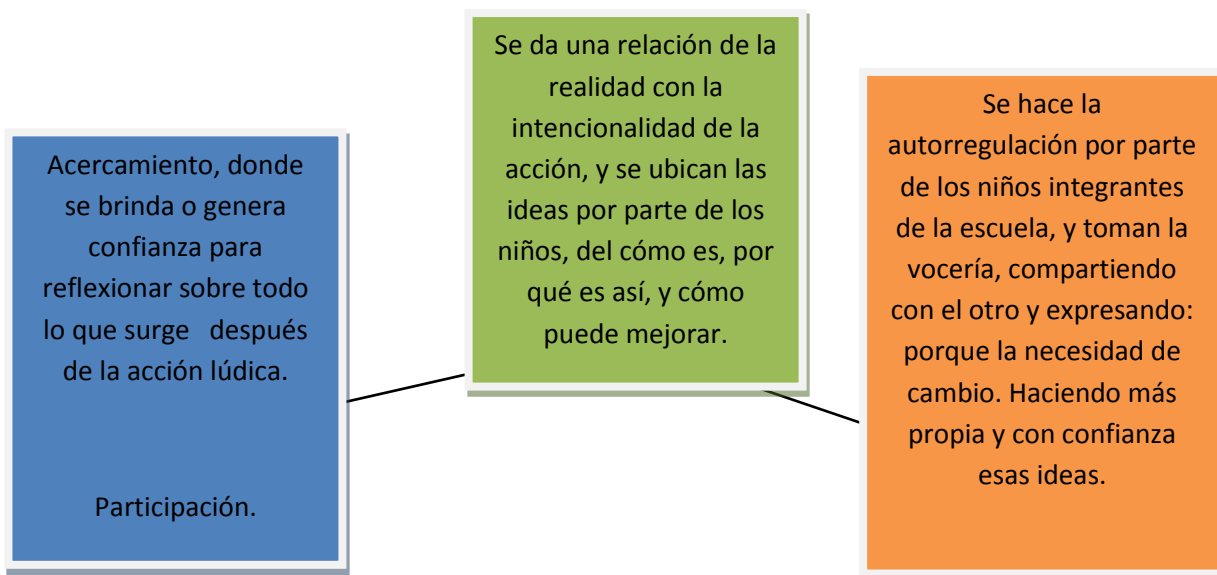 Acercamiento, donde
se brinda o genera
confianza para
reflexionar sobre todo
lo que surge   después
de la acción lúdica.
Participación.
Se da una relación de la
realidad con la
intencionalidad de la
acción, y se ubican las
ideas por parte de los
niños, del cómo es, por
qué es así, y cómo
puede mejorar.
Se hace la
autorregulación por parte
de los niños integrantes
de la escuela, y toman la
vocería, compartiendo
con el otro y expresando:
porque la necesidad de
cambio. Haciendo más
propia y con confianza
esas ideas.